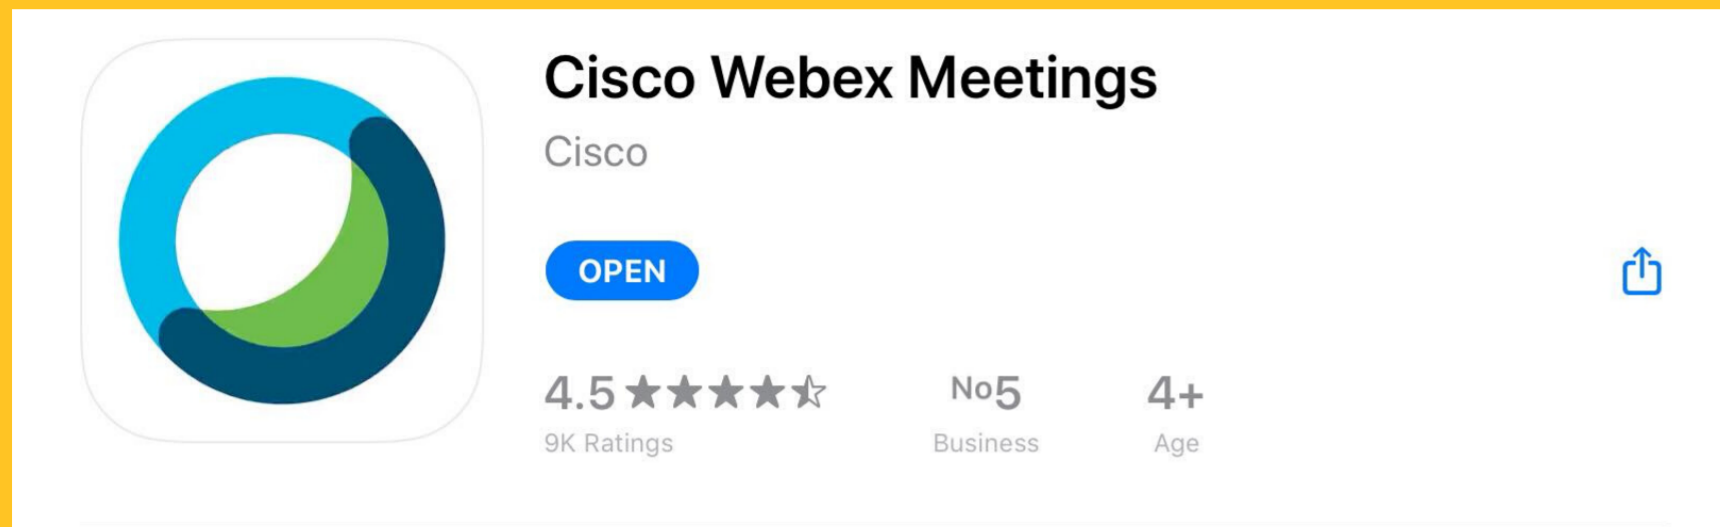 Cisco Webex Meetings
Cisco
OPEN
4.5 No5 4+
9K Ratings Business Age